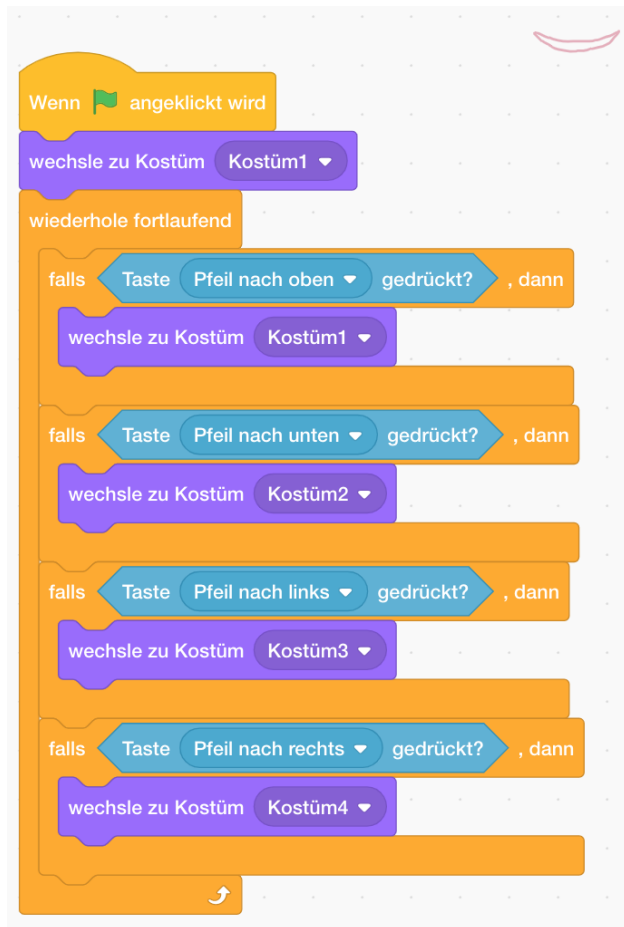 Wenn angeklickt wird
wechsle zu Kostüm Kostüm1
wiederhole fortlaufend
falls Taste Pfeil nach oben gedrückt? , dann
wechsle zu Kostüm Kostüm1
falls Taste Pfeil nach unten gedrückt? , dann
wechsle zu Kostüm Kostüm2
falls Taste Pfeil nach links gedrückt? , dann
wechsle zu Kostüm Kostüm3
falls Taste Pfeil nach rechts gedrückt? , dann
wechsle zu Kostüm Kostüm4